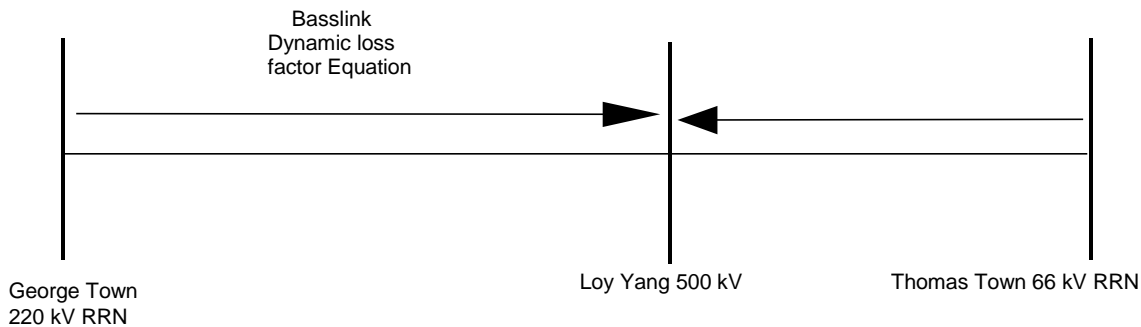 Basslink
Dynamic loss
factor Equation
George Town
220 kV RRN
Loy Yang 500 kV
Thomas Town 66 kV RRN